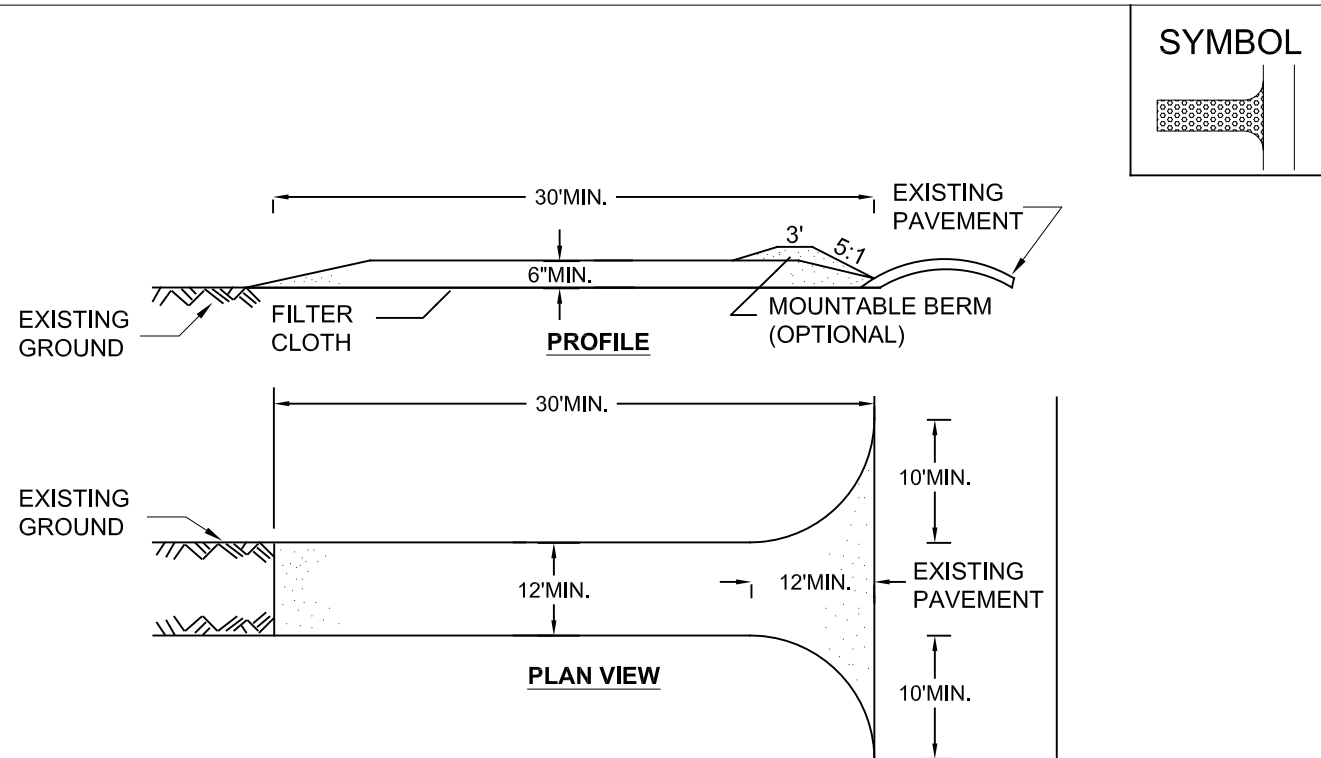 SYMBOL
30'MIN.
EXISTING
PAVEMENT
3'
5:1
6"MIN.
EXISTING
GROUND
FILTER
CLOTH
PROFILE
MOUNTABLE BERM
(OPTIONAL)
30'MIN.
10'MIN.
EXISTING
GROUND
12'MIN.
12'MIN.
EXISTING
PAVEMENT
PLAN VIEW
10'MIN.